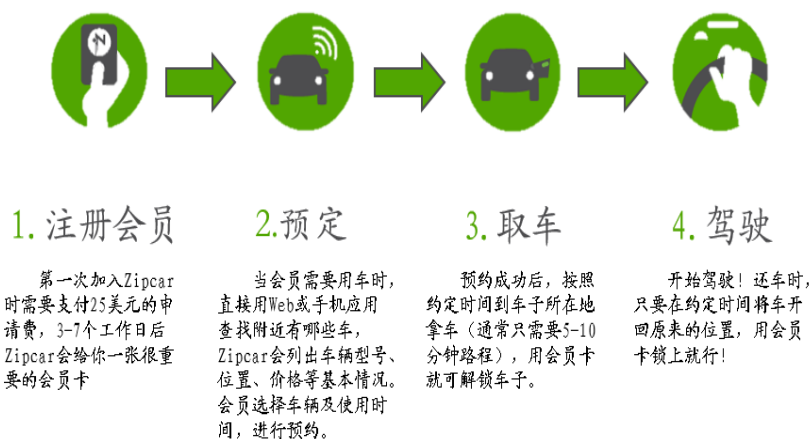 1. 注册会员
第一次加入Zipcar
时需要支付25美元的申
请费，3-7个工作日后
Zipcar会给你一张很重
要的会员卡
2.预定
当会员需要用车时，
直接用Web或手机应用
查找附近有哪些车，
Zipcar会列出车辆型号、
位置、价格等基本情况。
会员选择车辆及使用时
间，进行预约。
3. 取车
预约成功后，按照
约定时间到车子所在地
拿车（通常只需要5-10
分钟路程），用会员卡
就可解锁车子。
4. 驾驶
开始驾驶！还车时，
只要在约定时间将车开
回原来的位置，用会员
卡锁上就行！